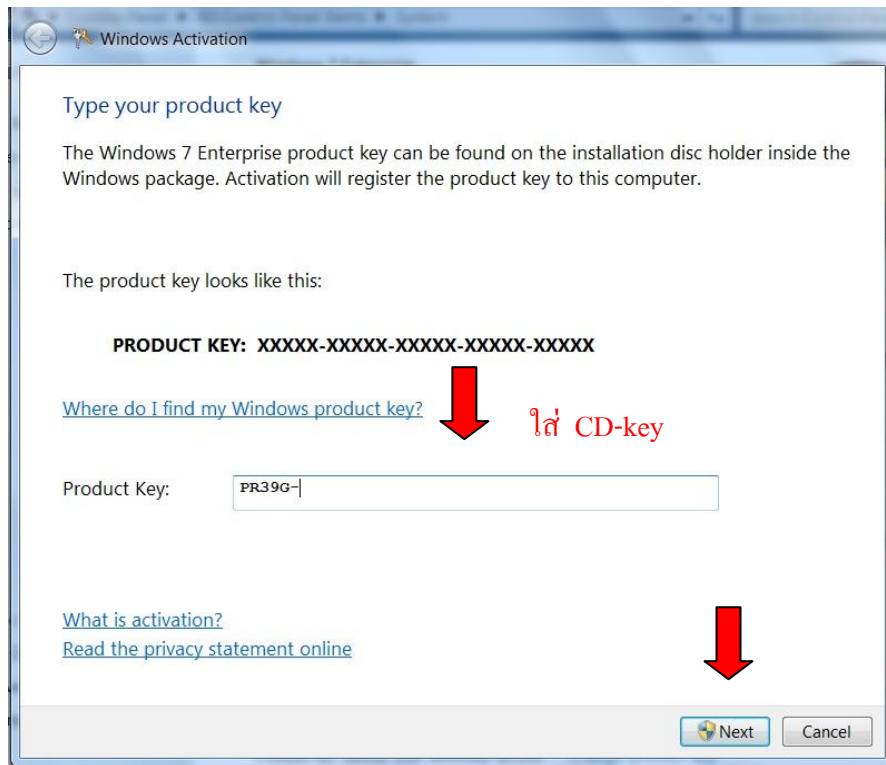 Windows Activation
Type your product key
The Windows 7 Enterprise product key can be found on the installation disc holder inside the
Windows package. Activation will register the product key to this computer.
The product key looks like this:
PRODUCT KEY: XXXXX-XXXXX-XXXXX-XXXXX-XXXXX
Where do I find my Windows product key?
ใส่ CD-key
Product Key: PR39G-
What is activation?
Read the privacy statement online
Next Cancel